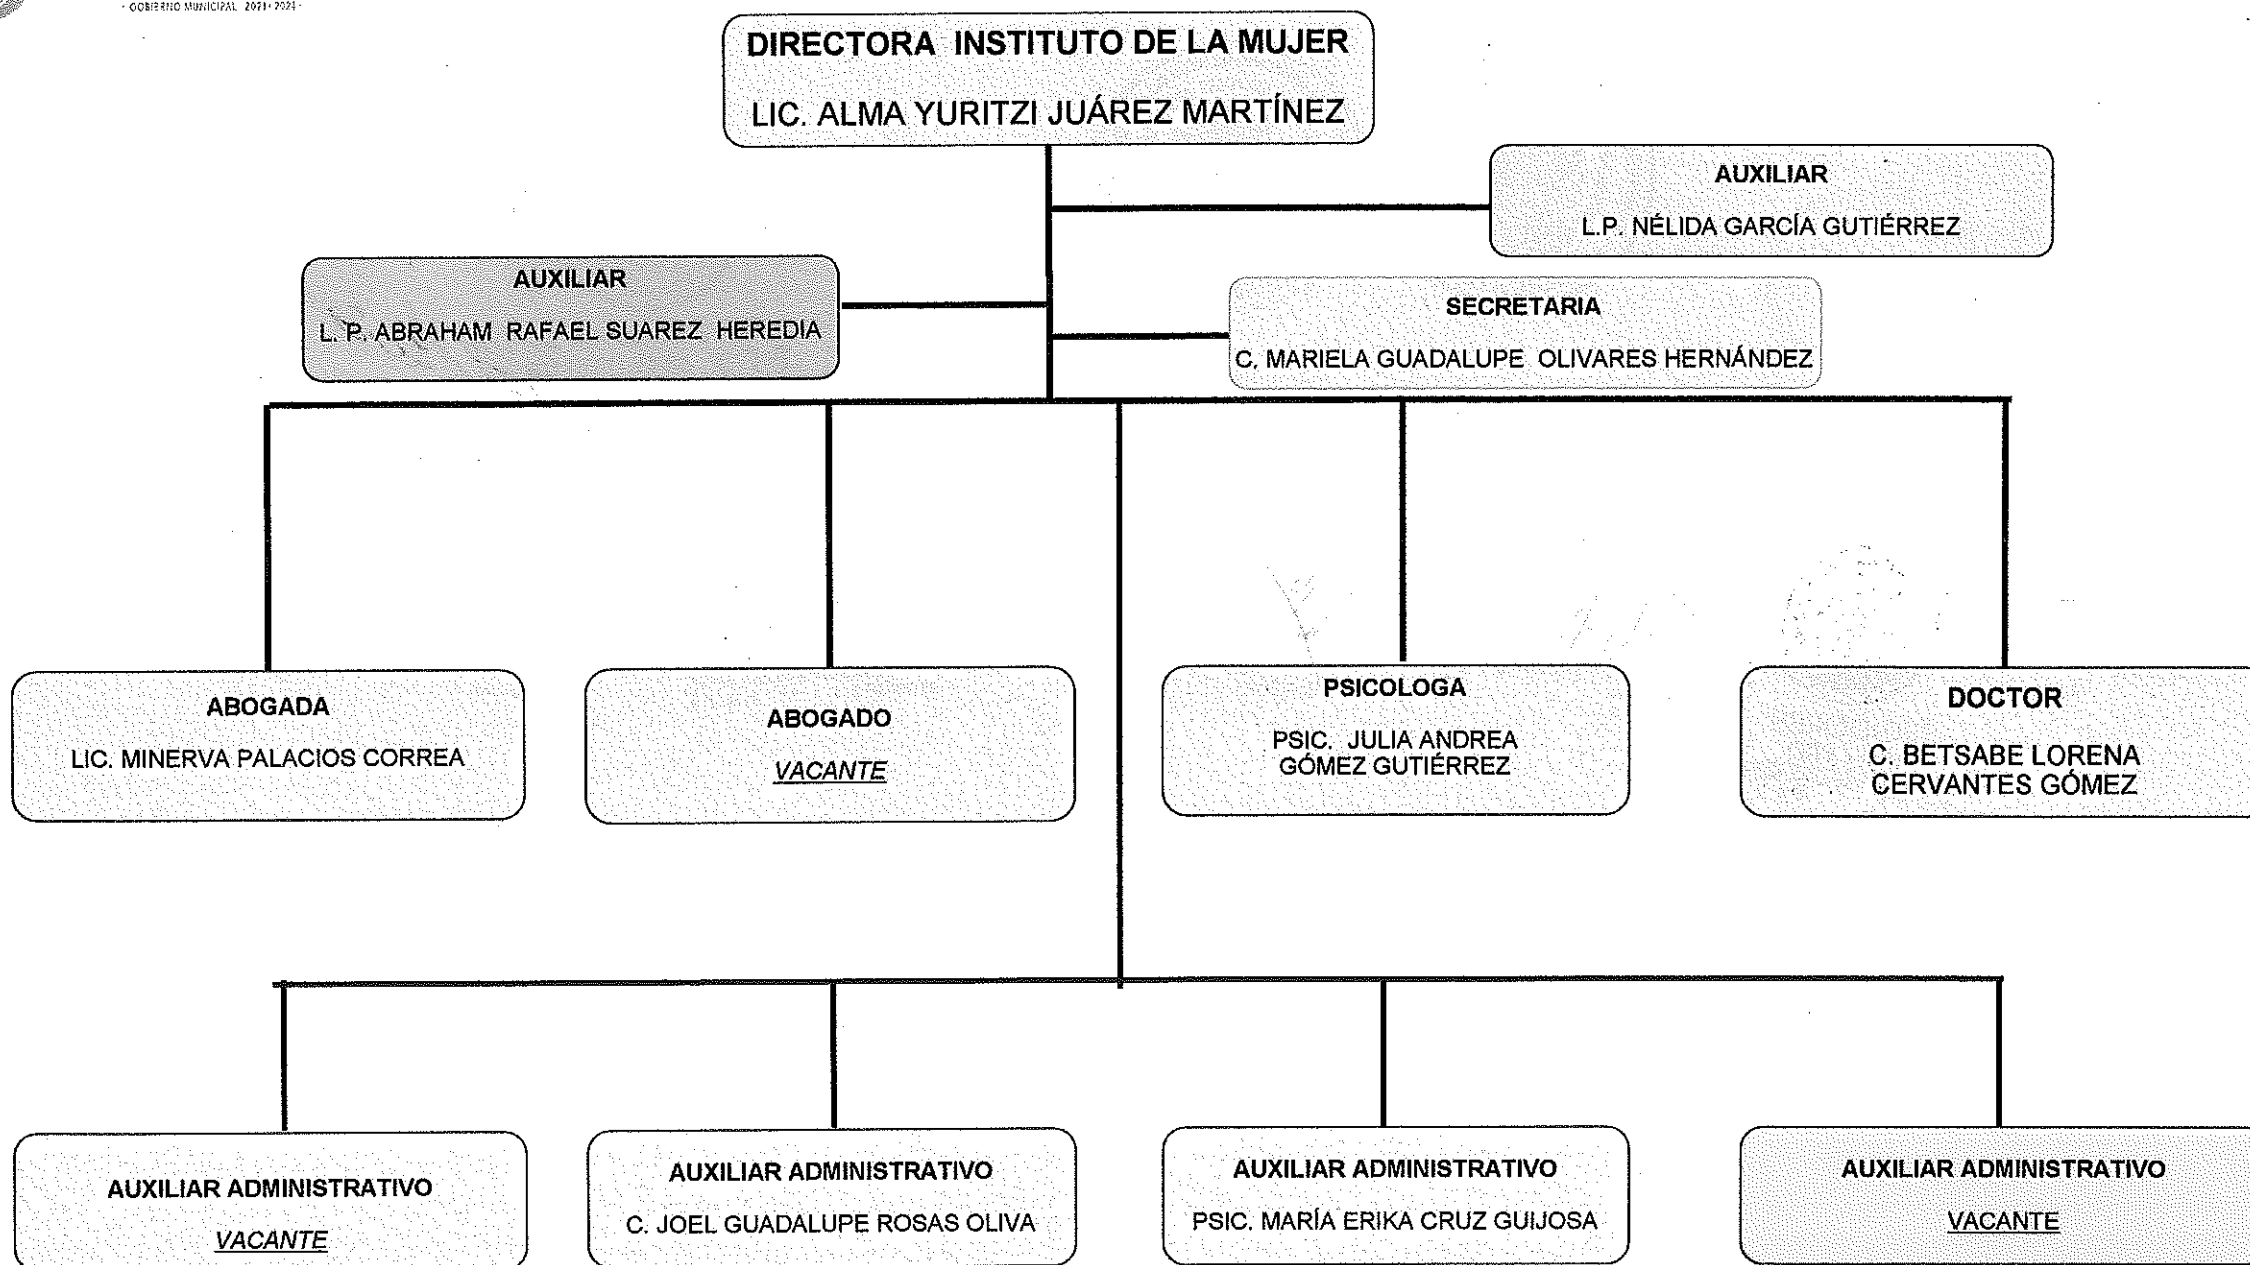 - GOBIERNO MUNICIPAL 2021-2024 -
DIRECTORA INSTITUTO DE LA MUJER
LIC. ALMA YURITZI JUÁREZ MARTÍNEZ
AUXILIAR
L.P. NÉLIDA GARCÍA GUTIÉRREZ
AUXILIAR
L. P. ABRAHAM RAFAEL SUAREZ HEREDIA
SECRETARIA
C. MARIELA GUADALUPE OLIVARES HERNÁNDEZ
ABOGADA
LIC. MINERVA PALACIOS CORREA
ABOGADO
VACANTE
PSICOLOGA
PSIC. JULIA ANDREA
GÓMEZ GUTIÉRREZ
DOCTOR
C. BETSABE LORENA
CERVANTES GÓMEZ
AUXILIAR ADMINISTRATIVO
VACANTE
AUXILIAR ADMINISTRATIVO
C. JOEL GUADALUPE ROSAS OLIVA
AUXILIAR ADMINISTRATIVO
PSIC. MARÍA ERIKA CRUZ GUIJOSA
AUXILIAR ADMINISTRATIVO
VACANTE